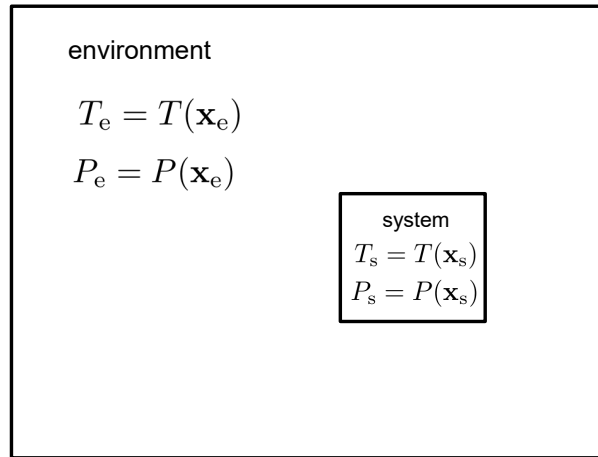 environment
T_e = T(𝐱_e)
P_e = P(𝐱_e)
system
T_s = T(𝐱_s)
P_s = P(𝐱_s)